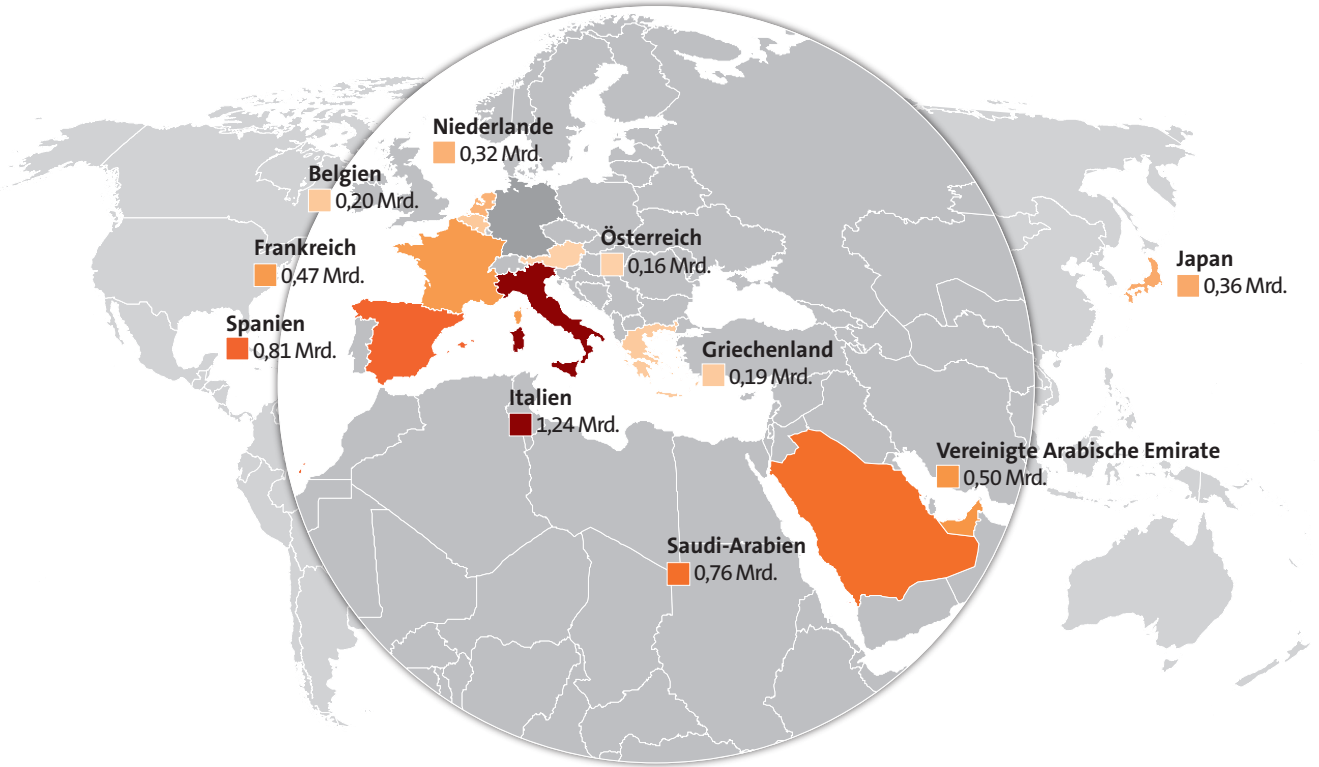 Niederlande
0,32 Mrd.
Belgien
0,20 Mrd.
Frankreich
0,47 Mrd.
Österreich
0,16 Mrd.
Japan
0,36 Mrd.
Spanien
0,81 Mrd.
Griechenland
0,19 Mrd.
Italien
1,24 Mrd.
Vereinigte Arabische Emirate
0,50 Mrd.
Saudi-Arabien
0,76 Mrd.